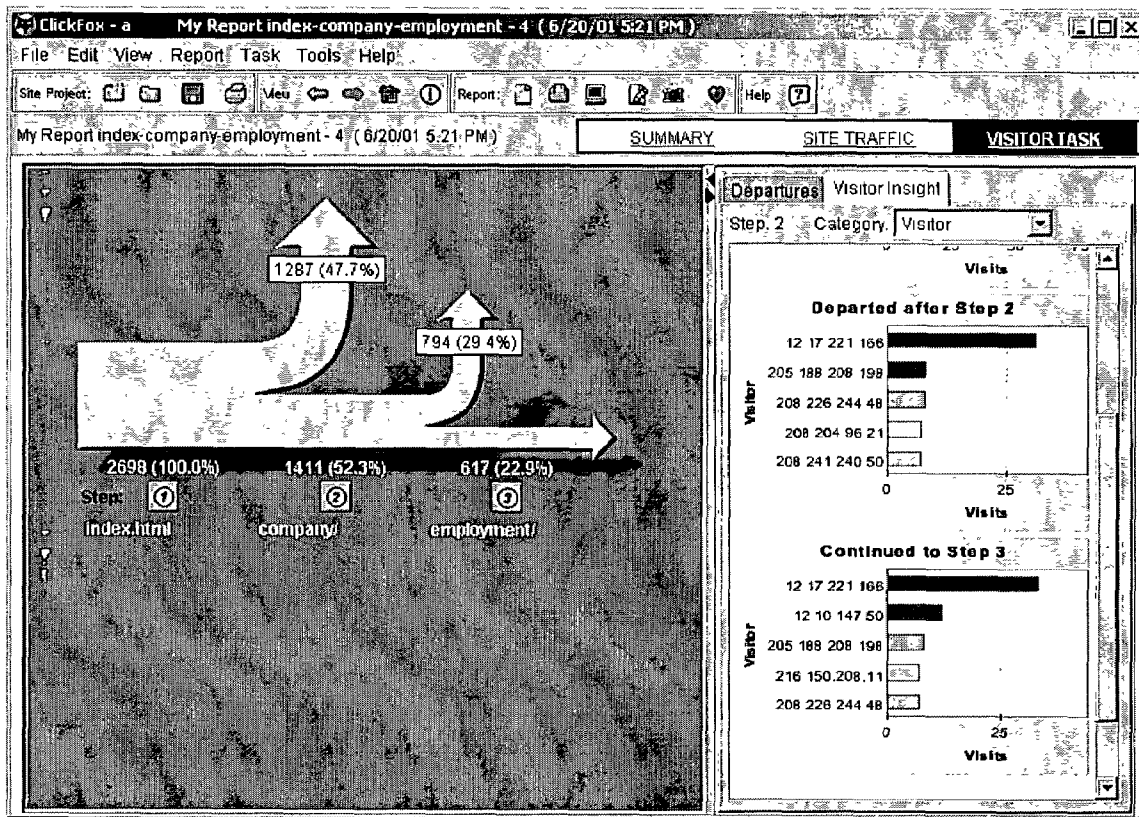 ClickFox - a My Report index-company-employment - 4 ( 6/20/01 5:21 PM )
File Edit View Report Task Tools Help
Site Project: View Report: Help
My Report index-company-employment - 4 ( 6/20/01 5:21 PM )
SUMMARY SITE TRAFFIC VISITOR TASK
1287 (47.7%)
794 (29 4%)
2698 (100.0%) 1411 (52.3%) 617 (22.9%)
Step: 1 2 3
index.html company/ employment/
Departures Visitor Insight
Step. 2 Category. Visitor
Visits
Departed after Step 2
Visitor
12 17 221 166
205 188 208 198
208 226 244 48
208 204 96 21
208 241 240 50
0 25
Visits
Continued to Step 3
Visitor
12 17 221 166
12 10 147 50
205 188 208 198
216 150.208.11
208 226 244 48
0 25
Visits